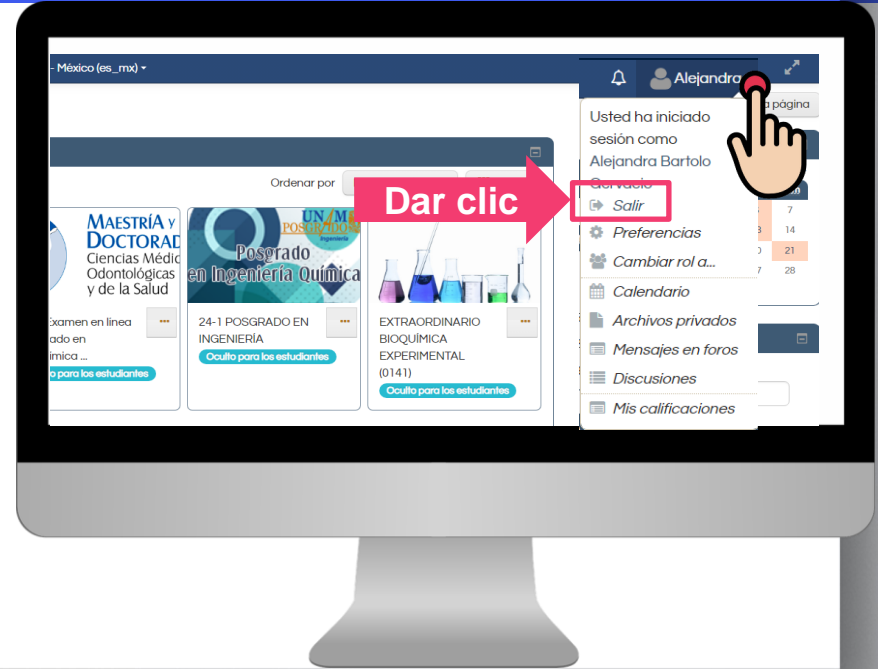 - México (es_mx)
Alejandra
página
Usted ha iniciado
sesión como
Alejandra Bartolo
Gervacio
Ordenar por
Dar clic
Salir
Preferencias
Cambiar rol a...
Calendario
Archivos privados
Mensajes en foros
Discusiones
Mis calificaciones
7
14
21
28
MAESTRÍA y
DOCTORAD
Ciencias Médic
Odontológicas
y de la Salud
UNAM
POSGRADO
Ingeniería
Posgrado
en Ingeniería Química
Examen en línea
ado en
ímica ...
o para los estudiantes
24-1 POSGRADO EN
INGENIERÍA
Oculto para los estudiantes
EXTRAORDINARIO
BIOQUÍMICA
EXPERIMENTAL
(0141)
Oculto para los estudiantes